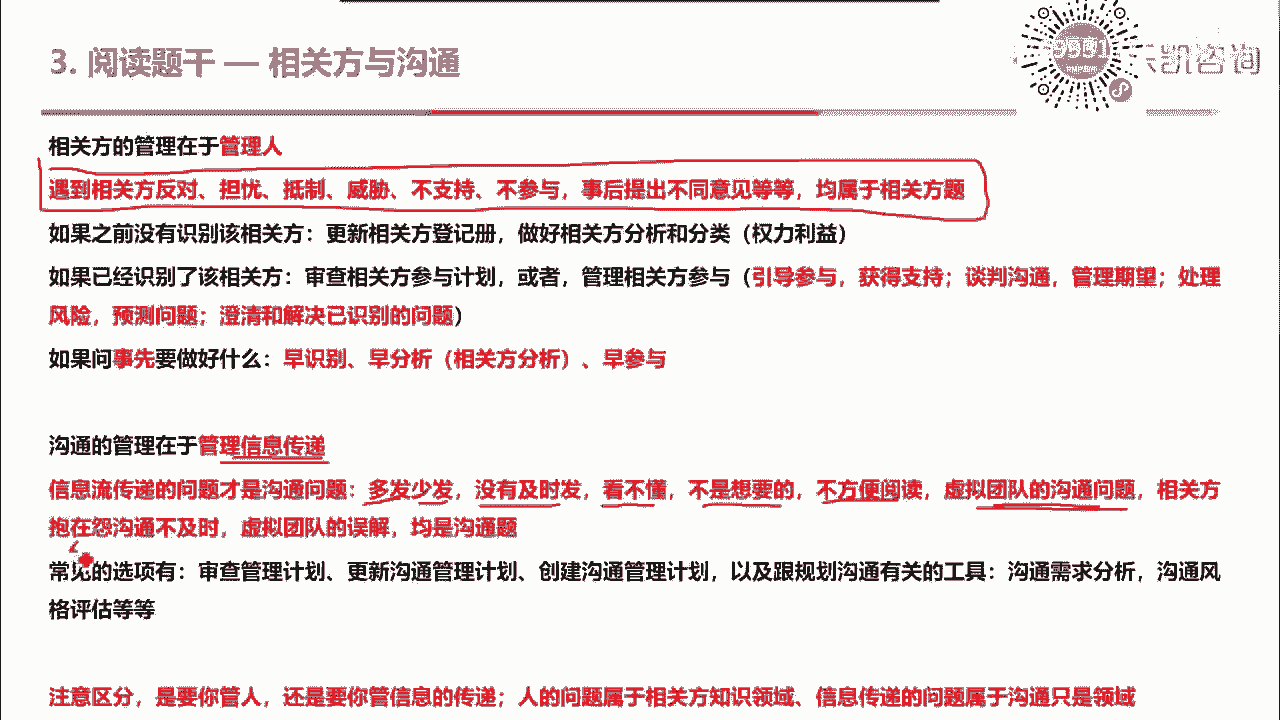 3. 阅读题干 — 相关方与沟通
9591
凯咨询
相关方的管理在于管理人
遇到相关方反对、担忧、抵制、威胁、不支持、不参与，事后提出不同意见等等，均属于相关方题
如果之前没有识别该相关方：更新相关方登记册，做好相关方分析和分类（权力利益）
如果已经识别了该相关方：审查相关方参与计划，或者，管理相关方参与（引导参与，获得支持；谈判沟通，管理期望；处理
风险，预测问题；澄清和解决已识别的问题）
如果问事先要做好什么：早识别、早分析（相关方分析）、早参与
沟通的管理在于管理信息传递
信息流传递的问题才是沟通问题：多发少发，没有及时发，看不懂，不是想要的，不方便阅读，虚拟团队的沟通问题，相关方
抱在怨沟通不及时，虚拟团队的误解，均是沟通题
常见的选项有：审查管理计划、更新沟通管理计划、创建沟通管理计划，以及跟规划沟通有关的工具：沟通需求分析，沟通风
格评估等等
注意区分，是要你管人，还是要你管信息的传递；人的问题属于相关方知识领域、信息传递的问题属于沟通只是领域